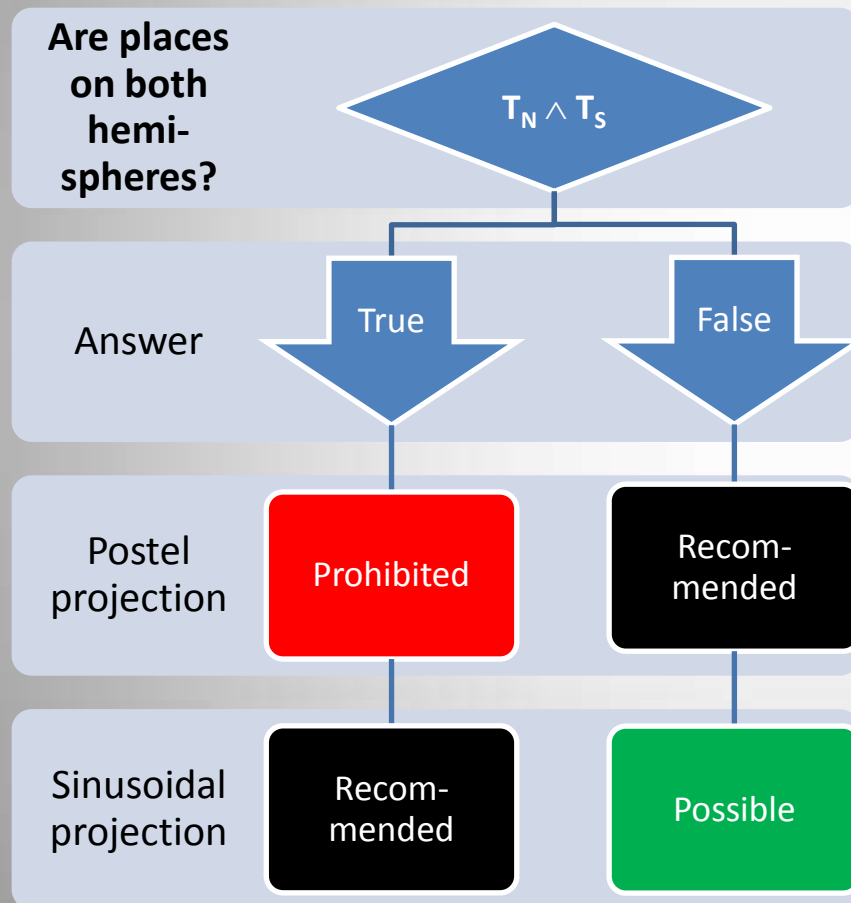 Are places
on both
hemi-
spheres?
T_N ∧ T_S
Answer
True
False
Postel
projection
Prohibited
Recom-
mended
Sinusoidal
projection
Recom-
mended
Possible